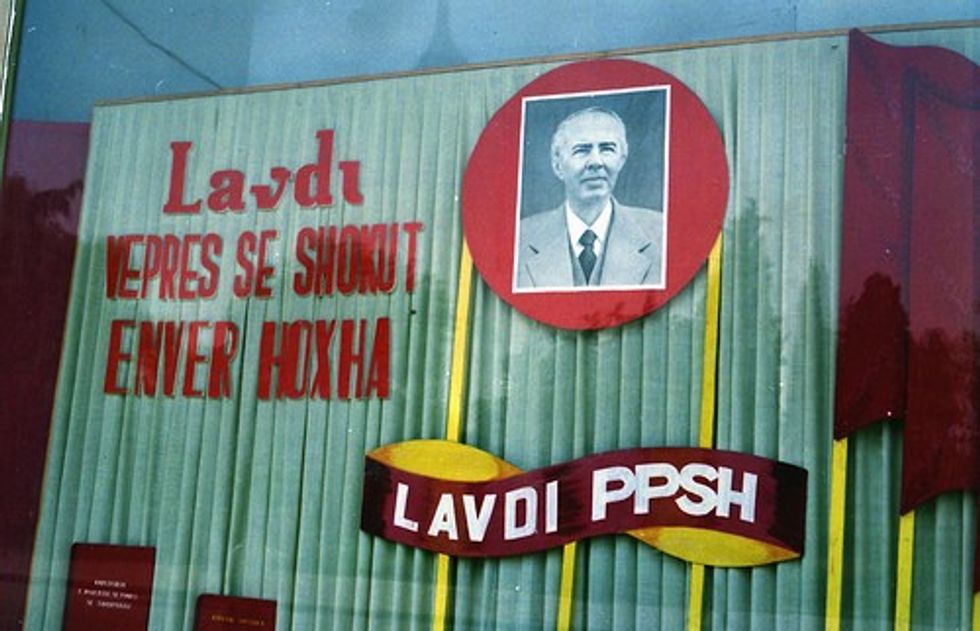 Lavdi
VEPRES SE SHOKUT
ENVER HOXHA
LAVDI PPSH